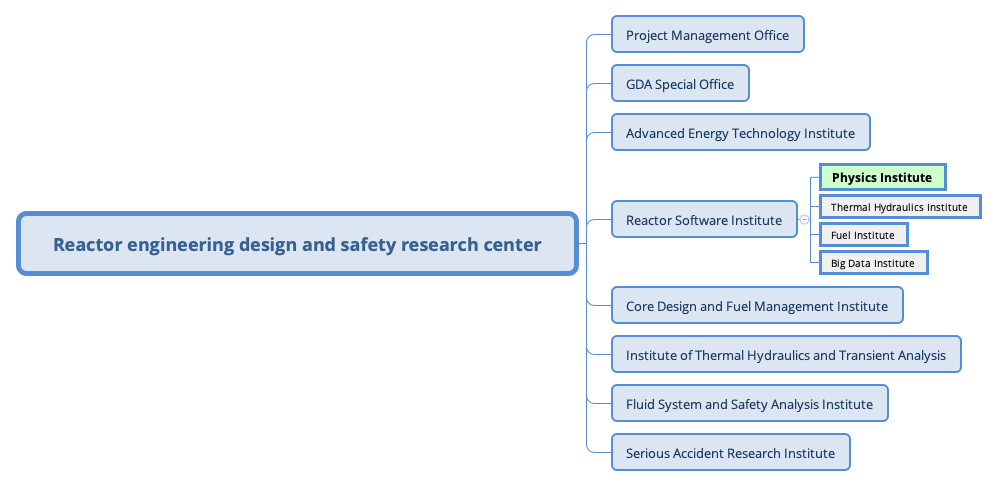 Reactor engineering design and safety research center
Project Management Office
GDA Special Office
Advanced Energy Technology Institute
Reactor Software Institute
Physics Institute
Thermal Hydraulics Institute
Fuel Institute
Big Data Institute
Core Design and Fuel Management Institute
Institute of Thermal Hydraulics and Transient Analysis
Fluid System and Safety Analysis Institute
Serious Accident Research Institute